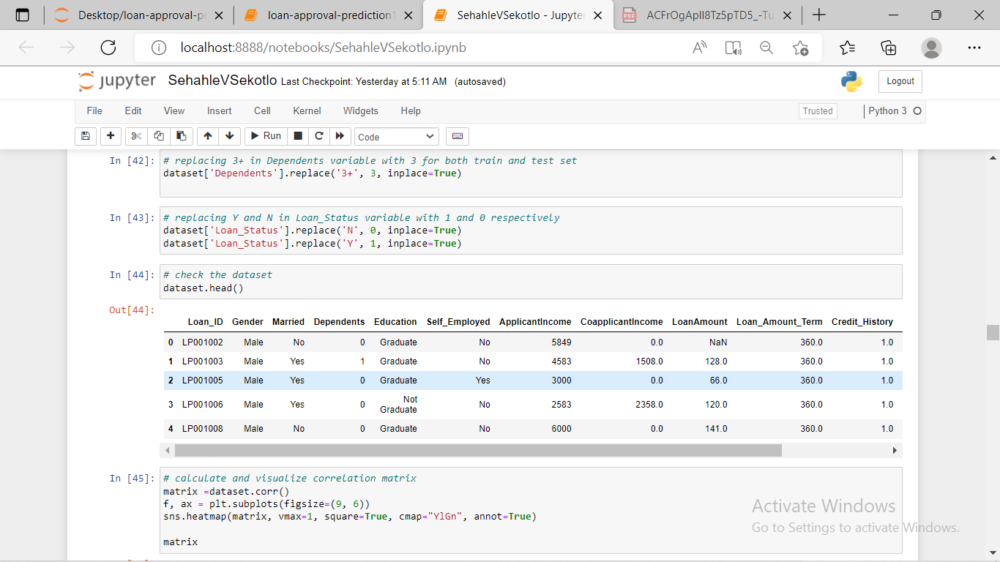 Desktop/loan-approval-p
loan-approval-prediction
SehahleVSekotlo - Jupyte
ACFrOgApII8Tz5pTD5_-Tu
localhost:8888/notebooks/SehahleVSekotlo.ipynb
jupyter SehahleVSekotlo Last Checkpoint: Yesterday at 5:11 AM (autosaved)
Logout
File Edit View Insert Cell Kernel Widgets Help
Trusted
Python 3
Run
Code
In [42]: # replacing 3+ in Dependents variable with 3 for both train and test set
dataset['Dependents'].replace('3+', 3, inplace=True)
In [43]: # replacing Y and N in Loan_Status variable with 1 and 0 respectively
dataset['Loan_Status'].replace('N', 0, inplace=True)
dataset['Loan_Status'].replace('Y', 1, inplace=True)
In [44]: # check the dataset
dataset.head()
Out[44]:
Loan_ID Gender Married Dependents Education Self_Employed ApplicantIncome CoapplicantIncome LoanAmount Loan_Amount_Term Credit_History
0 LP001002 Male No 0 Graduate No 5849 0.0 NaN 360.0 1.0
1 LP001003 Male Yes 1 Graduate No 4583 1508.0 128.0 360.0 1.0
2 LP001005 Male Yes 0 Graduate Yes 3000 0.0 66.0 360.0 1.0
3 LP001006 Male Yes 0 Not Graduate No 2583 2358.0 120.0 360.0 1.0
4 LP001008 Male No 0 Graduate No 6000 0.0 141.0 360.0 1.0
In [45]: # calculate and visualize correlation matrix
matrix =dataset.corr()
f, ax = plt.subplots(figsize=(9, 6))
sns.heatmap(matrix, vmax=1, square=True, cmap="YlGn", annot=True)
matrix
Activate Windows
Go to Settings to activate Windows.